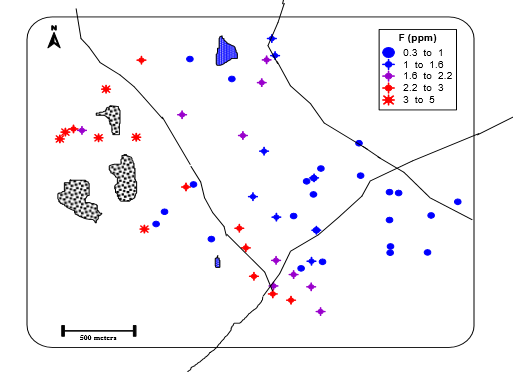 N
F (ppm)
0.3 to 1
1 to 1.6
1.6 to 2.2
2.2 to 3
3 to 5
500 meters